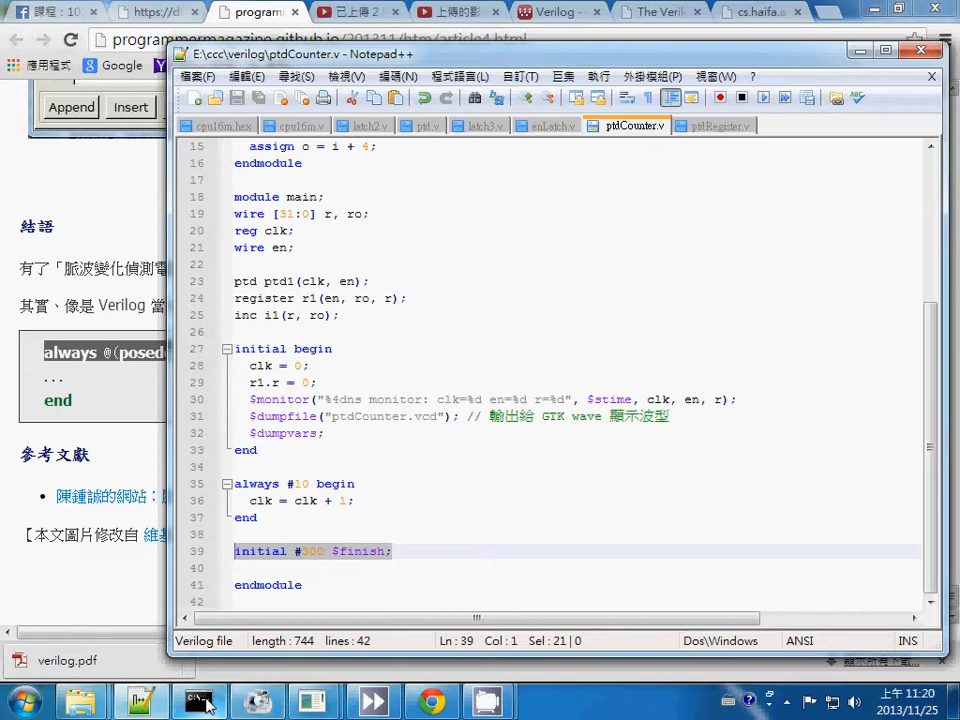 課程：10
https://dl
program
已上傳 2
上傳的影
Verilog -
The Veril
cs.haifa.a
programmermagazine.github.io/201311/htm/article4.html
應用程式
Google
E:\ccc\verilog\ptdCounter.v - Notepad++
檔案(F) 編輯(E) 尋找(S) 檢視(V) 編碼(N) 程式語言(L) 自訂(T) 巨集 執行 外掛模組(P) 視窗(W) ? X
Append
Insert
cpu16m.hex
cpu16m.v
latch2.v
ptd.v
latch3.v
enLatch.v
ptdCounter.v
ptdRegister.v
15 assign o = i + 4;
16 endmodule
17
18 module main;
19 wire [31:0] r, ro;
20 reg clk;
21 wire en;
22
23 ptd ptd1(clk, en);
24 register r1(en, ro, r);
25 inc i1(r, ro);
26
27 initial begin
28 clk = 0;
29 r1.r = 0;
30 $monitor("%4dns monitor: clk=%d en=%d r=%d", $stime, clk, en, r);
31 $dumpfile("ptdCounter.vcd"); // 輸出給 GTK wave 顯示波型
32 $dumpvars;
33 end
34
35 always #10 begin
36 clk = clk + 1;
37 end
38
39 initial #300 $finish;
40
41 endmodule
42
結語
有了「脈波變化偵測電
其實、像是 Verilog 當
always @(posed
...
end
參考文獻
陳鍾誠的網站：
【本文圖片修改自 維基
Verilog file
length : 744 lines : 42
Ln : 39 Col : 1 Sel : 21 | 0
Dos\Windows
ANSI
INS
verilog.pdf
顯示所有下載...
上午 11:20
2013/11/25